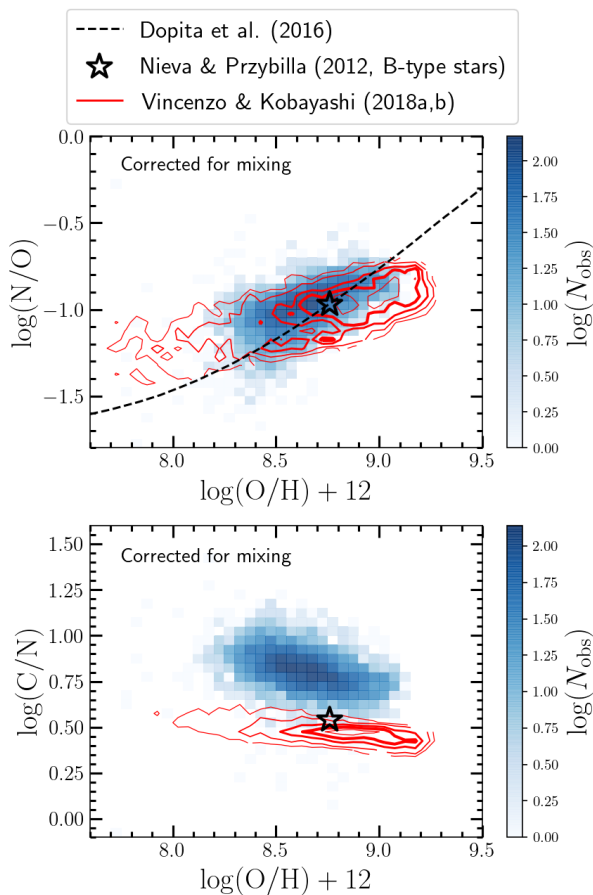 Dopita et al. (2016)
Nieva & Przybilla (2012, B-type stars)
Vincenzo & Kobayashi (2018a,b)
0.0
−0.5
−1.0
−1.5
log(N/O)
Corrected for mixing
8.0 8.5 9.0 9.5
log(O/H) + 12
2.00
1.75
1.50
1.25
1.00
0.75
0.50
0.25
0.00
log(N_obs)
1.50
1.25
1.00
0.75
0.50
0.25
0.00
log(C/N)
Corrected for mixing
8.0 8.5 9.0 9.5
log(O/H) + 12
2.00
1.75
1.50
1.25
1.00
0.75
0.50
0.25
0.00
log(N_obs)